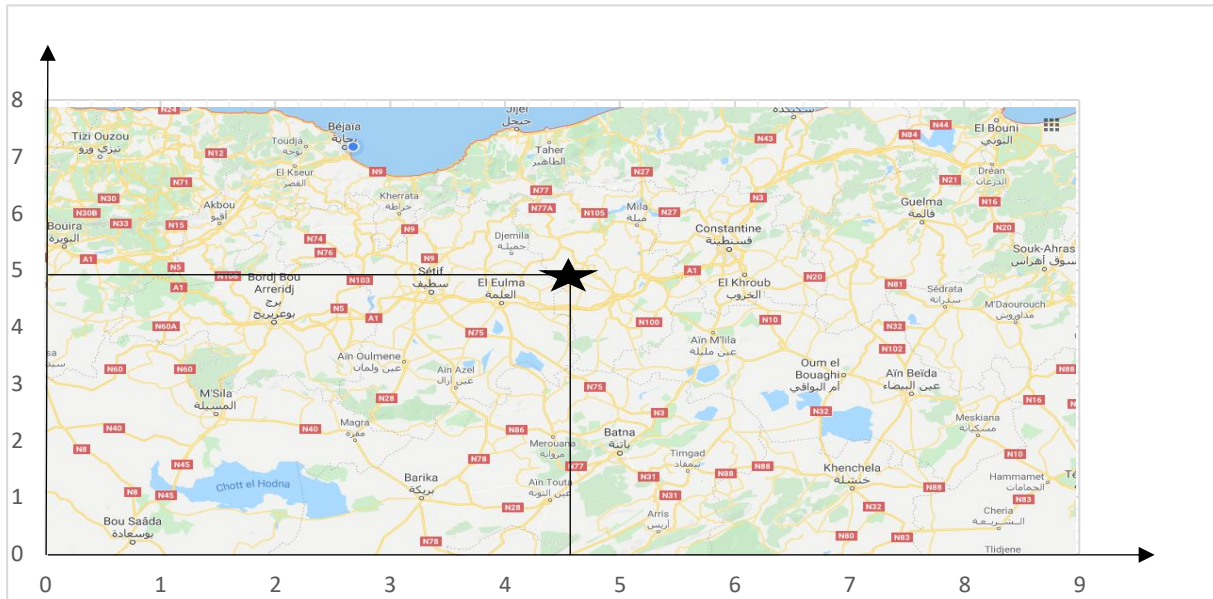 8
7
6
5
4
3
2
1
0
0 1 2 3 4 5 6 7 8 9
N24
Jijel
جيجل
سكيكدة
Tizi Ouzou
تيزي وزو
Toudja
توجة
Béjaïa
بجاية
N43
N84
N44
El Bouni
البوني
N12
El Kseur
القصر
Taher
الطاهير
N71
N9
N77
N27
N21
Dréan
الدرعان
N30
N30B
N33
Akbou
أقبو
Kherrata
خراطة
N77A
N105
Mila
ميلة
N27
N3
Guelma
قالمة
N16
Bouira
البويرة
N15
N74
N76
N9
Djemila
جميلة
Constantine
قسنطينة
N20
Souk-Ahras
سوق أهراس
A1
N5
N106
N103
N9
Sétif
سطيف
A1
N20
A1
Bordj Bou
Arreridj
برج
بوعريريج
El Eulma
العلمة
El Khroub
الخروب
N81
Sédrata
سدراتة
M'Daourouch
مداوروش
N5
A1
N60A
N75
N100
N10
N32
N102
Aïn M'lila
عين مليلة
Aïn Oulmene
عين ولمان
Aïn Azel
عين أزال
Oum el
Bouaghi
أم البواقي
Aïn Beïda
عين البيضاء
N60
N60
N88
M'Sila
المسيلة
N28
N75
N3
N32
N16
Meskiana
مسكيانة
N40
N40
Magra
مقرة
N86
Merouana
مروانة
Batna
باتنة
N8
N45
N78
N77
Timgad
تيمقاد
N10
Chott el Hodna
N8
N45
Barika
بريكة
Aïn Touta
عين التوتة
N28
N31
N31
N88
N88
Khenchela
خنشلة
N88
N32
Hammamet
الحمامات
N83
Cheria
الشريعة
Arris
أريس
Bou Saâda
بوسعادة
N78
N80
N83
Tlidjene